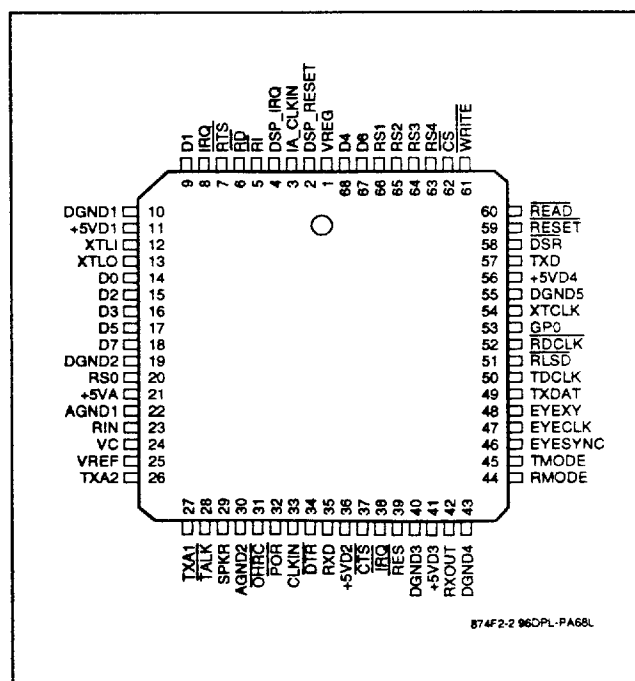 D1 IRQ RTS RD RI DSP_IRQ IA_CLKIN DSP_RESET VREG D4 D6 RS1 RS2 RS3 RS4 CS WRITE
9 8 7 6 5 4 3 2 1 68 67 66 65 64 63 62 61
DGND1 10
+5VD1 11
XTLI 12
XTLO 13
D0 14
D2 15
D3 16
D5 17
D7 18
DGND2 19
RS0 20
+5VA 21
AGND1 22
RIN 23
VC 24
VREF 25
TXA2 26
60 READ
59 RESET
58 DSR
57 TXD
56 +5VD4
55 DGND5
54 XTCLK
53 GP0
52 RDCLK
51 RLSD
50 TDCLK
49 TXDAT
48 EYEXY
47 EYECLK
46 EYESYNC
45 TMODE
44 RMODE
27 28 29 30 31 32 33 34 35 36 37 38 39 40 41 42 43
TXA1 TALK SPKR AGND2 OHRC POR CLKIN DTR RXD +5VD2 CTS IRQ RES DGND3 +5VD3 RXOUT DGND4
874F2-2 96DPL-PA68L